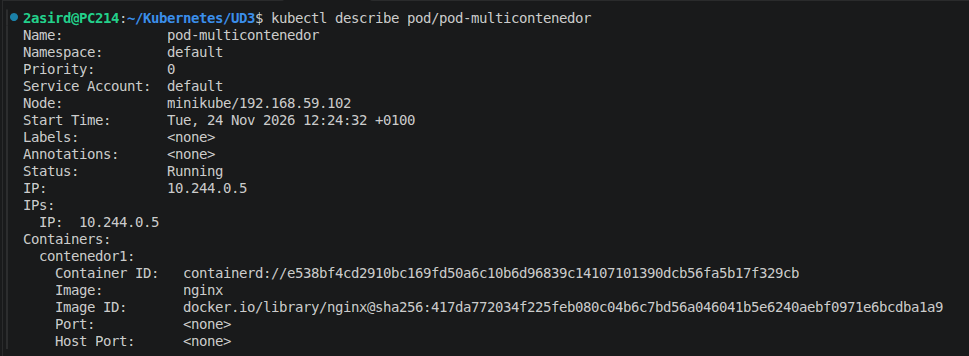 2asird@PC214:~/Kubernetes/UD3$ kubectl describe pod/pod-multicontenedor
Name:             pod-multicontenedor
Namespace:        default
Priority:         0
Service Account:  default
Node:             minikube/192.168.59.102
Start Time:       Tue, 24 Nov 2026 12:24:32 +0100
Labels:           <none>
Annotations:      <none>
Status:           Running
IP:               10.244.0.5
IPs:
  IP:  10.244.0.5
Containers:
  contenedor1:
    Container ID:   containerd://e538bf4cd2910bc169fd50a6c10b6d96839c14107101390dcb56fa5b17f329cb
    Image:          nginx
    Image ID:       docker.io/library/nginx@sha256:417da772034f225feb080c04b6c7bd56a046041b5e6240aebf0971e6bcdba1a9
    Port:           <none>
    Host Port:      <none>